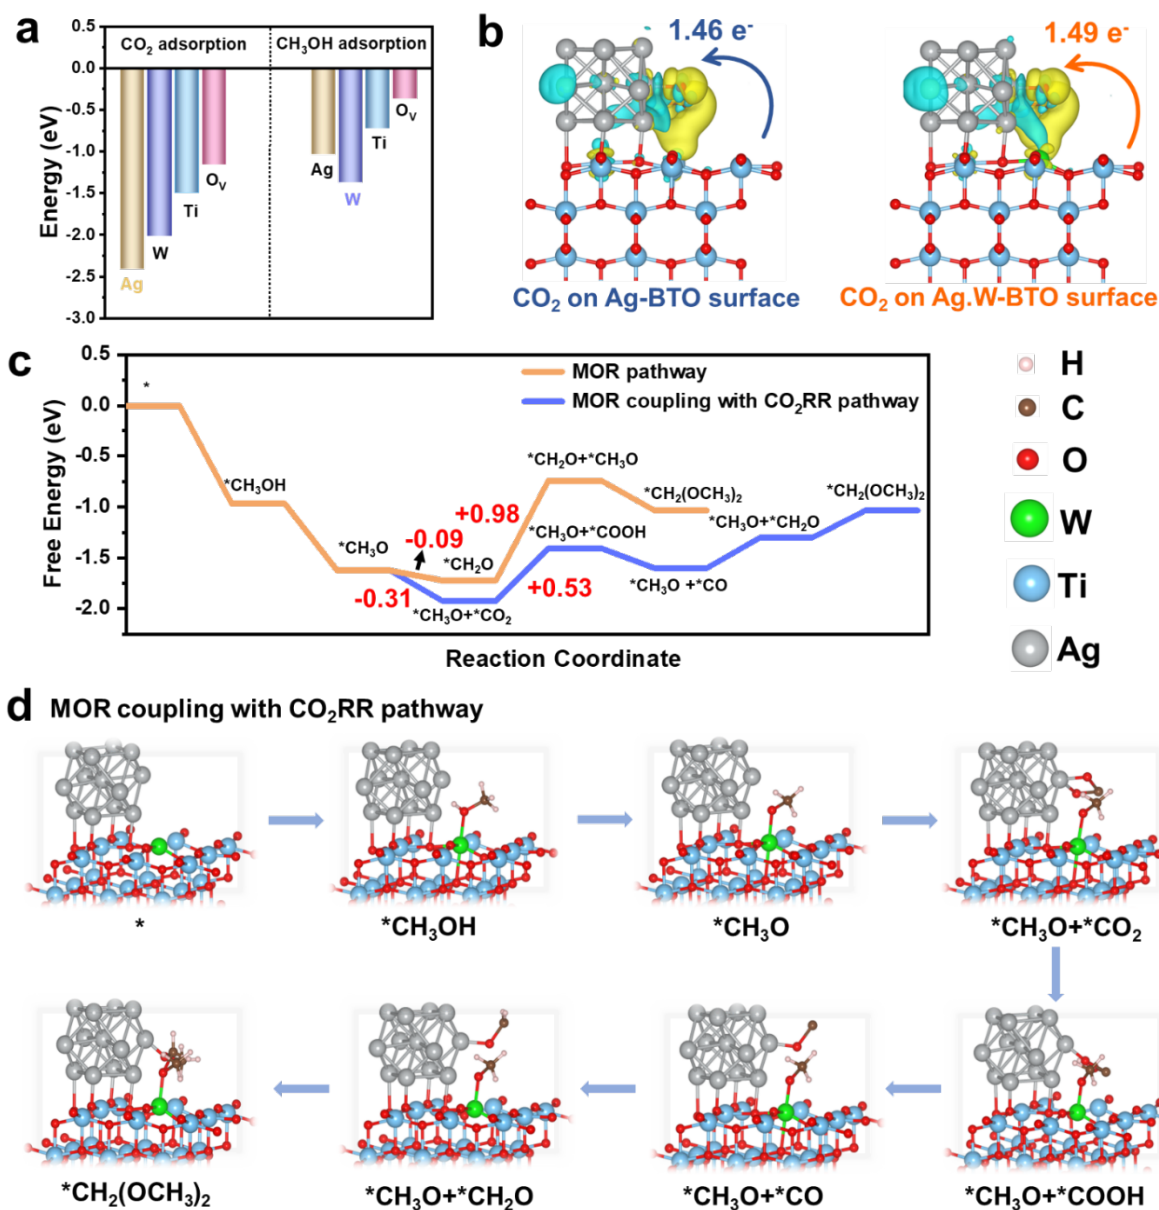 a
CO₂ adsorption
CH₃OH adsorption
0.0
-0.5
-1.0
-1.5
-2.0
-2.5
-3.0
Energy (eV)
Ag
W
Ti
Oᵥ
Ag
W
Ti
Oᵥ
b
1.46 e⁻
1.49 e⁻
CO₂ on Ag-BTO surface
CO₂ on Ag.W-BTO surface
c
0.5
0.0
-0.5
-1.0
-1.5
-2.0
Free Energy (eV)
Reaction Coordinate
MOR pathway
MOR coupling with CO₂RR pathway
*
*CH₃OH
*CH₃O
-0.09
*CH₂O
+0.98
*CH₂O+*CH₃O
*CH₂(OCH₃)₂
-0.31
*CH₃O+*CO₂
+0.53
*CH₃O+*COOH
*CH₃O +*CO
*CH₃O+*CH₂O
*CH₂(OCH₃)₂
H
C
O
W
Ti
Ag
d MOR coupling with CO₂RR pathway
*
*CH₃OH
*CH₃O
*CH₃O+*CO₂
*CH₂(OCH₃)₂
*CH₃O+*CH₂O
*CH₃O+*CO
*CH₃O+*COOH